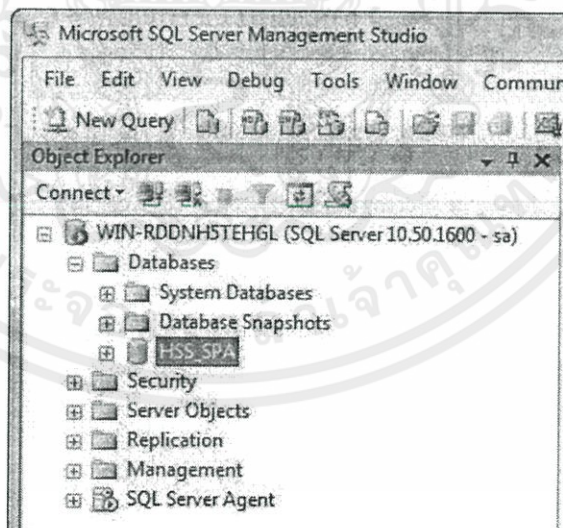 Microsoft SQL Server Management Studio
File Edit View Debug Tools Window Commun
New Query
Object Explorer
Connect
WIN-RDDNH5TEHGL (SQL Server 10.50.1600 - sa)
Databases
System Databases
Database Snapshots
HSS_SPA
Security
Server Objects
Replication
Management
SQL Server Agent